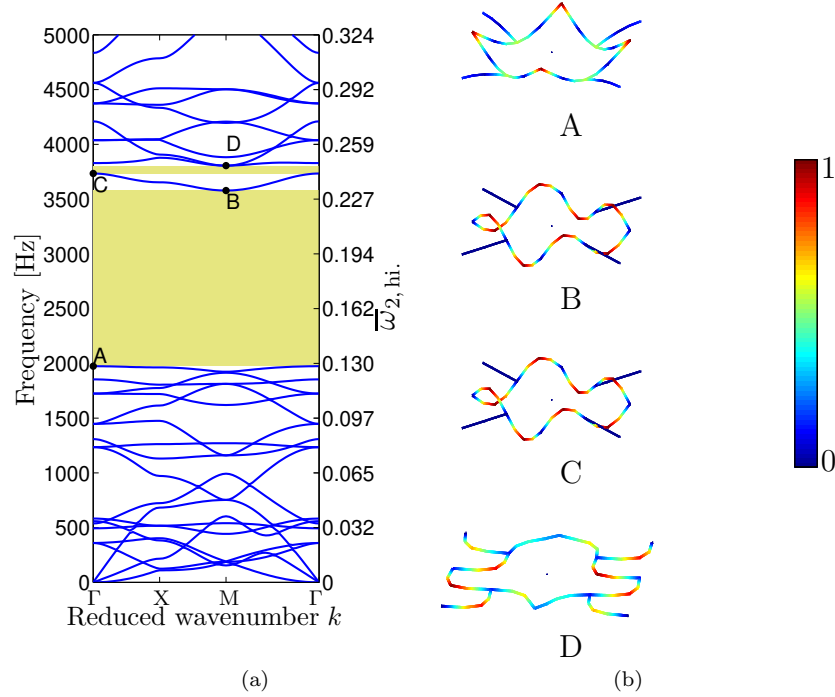 5000
4500
4000
3500
3000
2500
2000
1500
1000
500
0
Frequency [Hz]
0.324
0.292
0.259
0.227
0.194
0.162
0.130
0.097
0.065
0.032
0
ω̅2, hi.
A
B
C
D
Γ X M Γ
Reduced wavenumber k
(a)
A
B
C
D
1
0
(b)